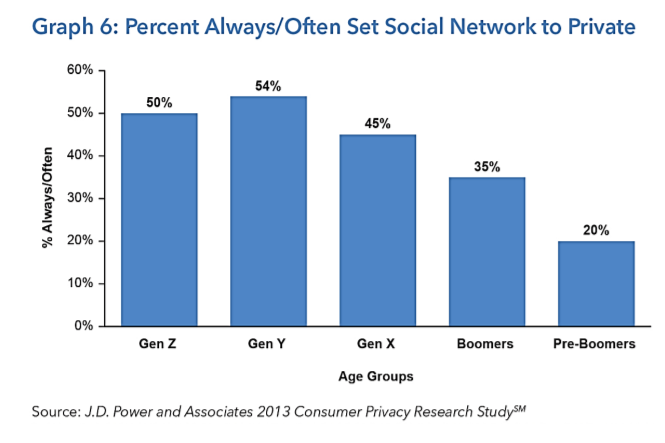 Graph 6: Percent Always/Often Set Social Network to Private
60%
50%
40%
30%
20%
10%
0%
% Always/Often
50%
54%
45%
35%
20%
Gen Z Gen Y Gen X Boomers Pre-Boomers
Age Groups
Source: J.D. Power and Associates 2013 Consumer Privacy Research Study℠